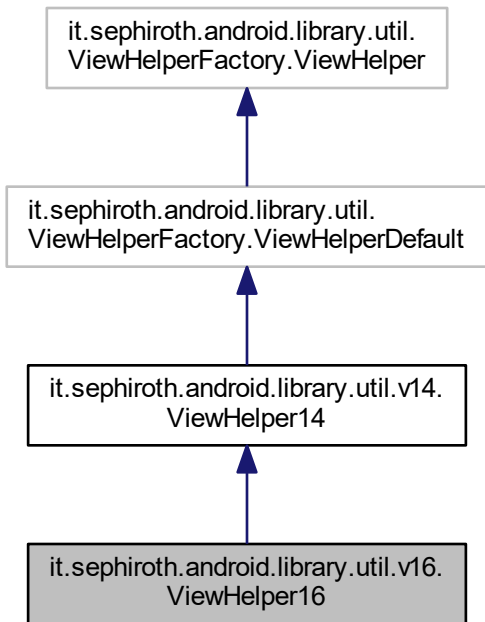 it.sephiroth.android.library.util.
ViewHelperFactory.ViewHelper
it.sephiroth.android.library.util.
ViewHelperFactory.ViewHelperDefault
it.sephiroth.android.library.util.v14.
ViewHelper14
it.sephiroth.android.library.util.v16.
ViewHelper16